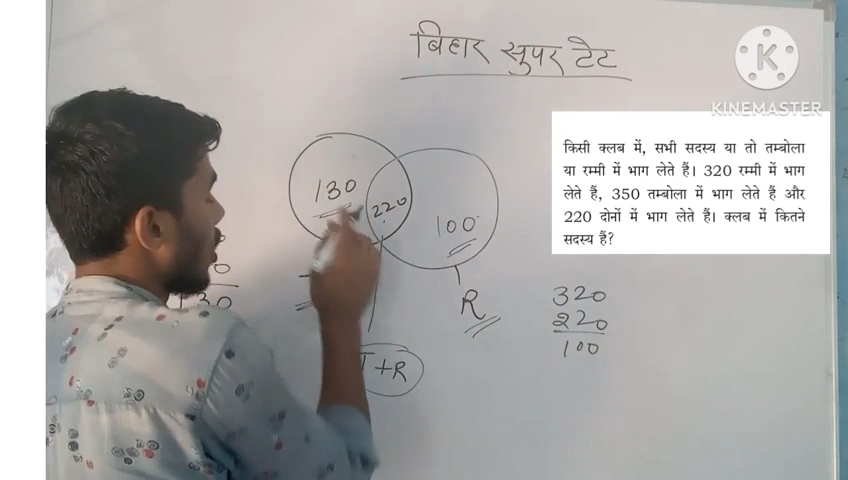 बिहार सुपर टेट
K
KINEMASTER
किसी क्लब में, सभी सदस्य या तो तम्बोला
या रम्मी में भाग लेते हैं। 320 रम्मी में भाग
लेते हैं, 350 तम्बोला में भाग लेते हैं और
220 दोनों में भाग लेते हैं। क्लब में कितने
सदस्य हैं?
130
220
100
R
T+R
320
220
100